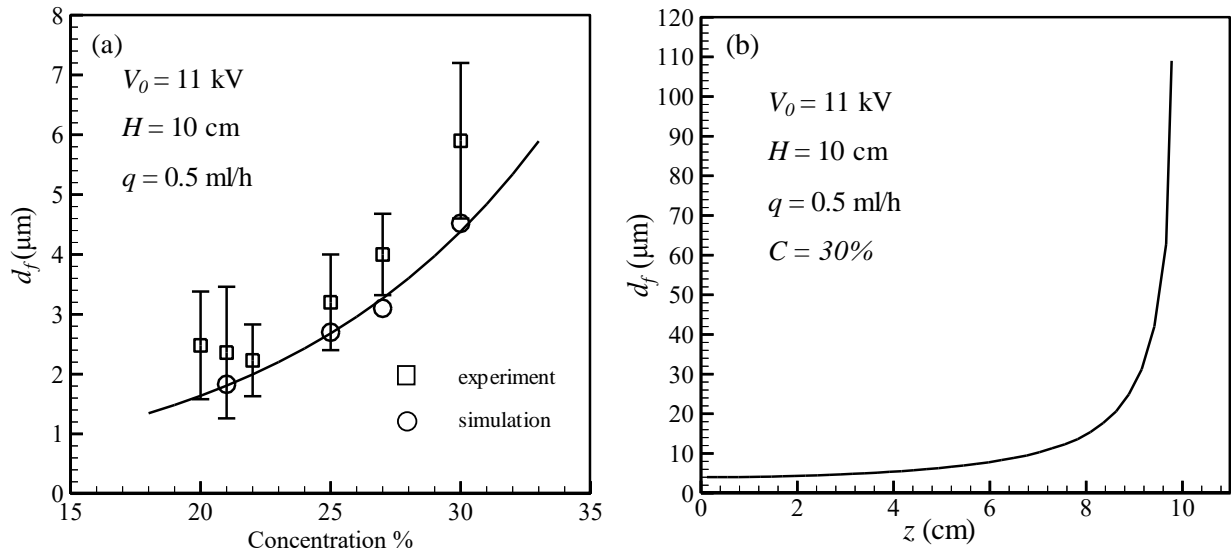 (a)
V₀ = 11 kV
H = 10 cm
q = 0.5 ml/h
8
7
6
5
4
3
2
1
0
d_f (μm)
experiment
simulation
15 20 25 30 35
Concentration %
(b)
V₀ = 11 kV
H = 10 cm
q = 0.5 ml/h
C = 30%
120
110
100
90
80
70
60
50
40
30
20
10
0
d_f (μm)
0 2 4 6 8 10
z (cm)